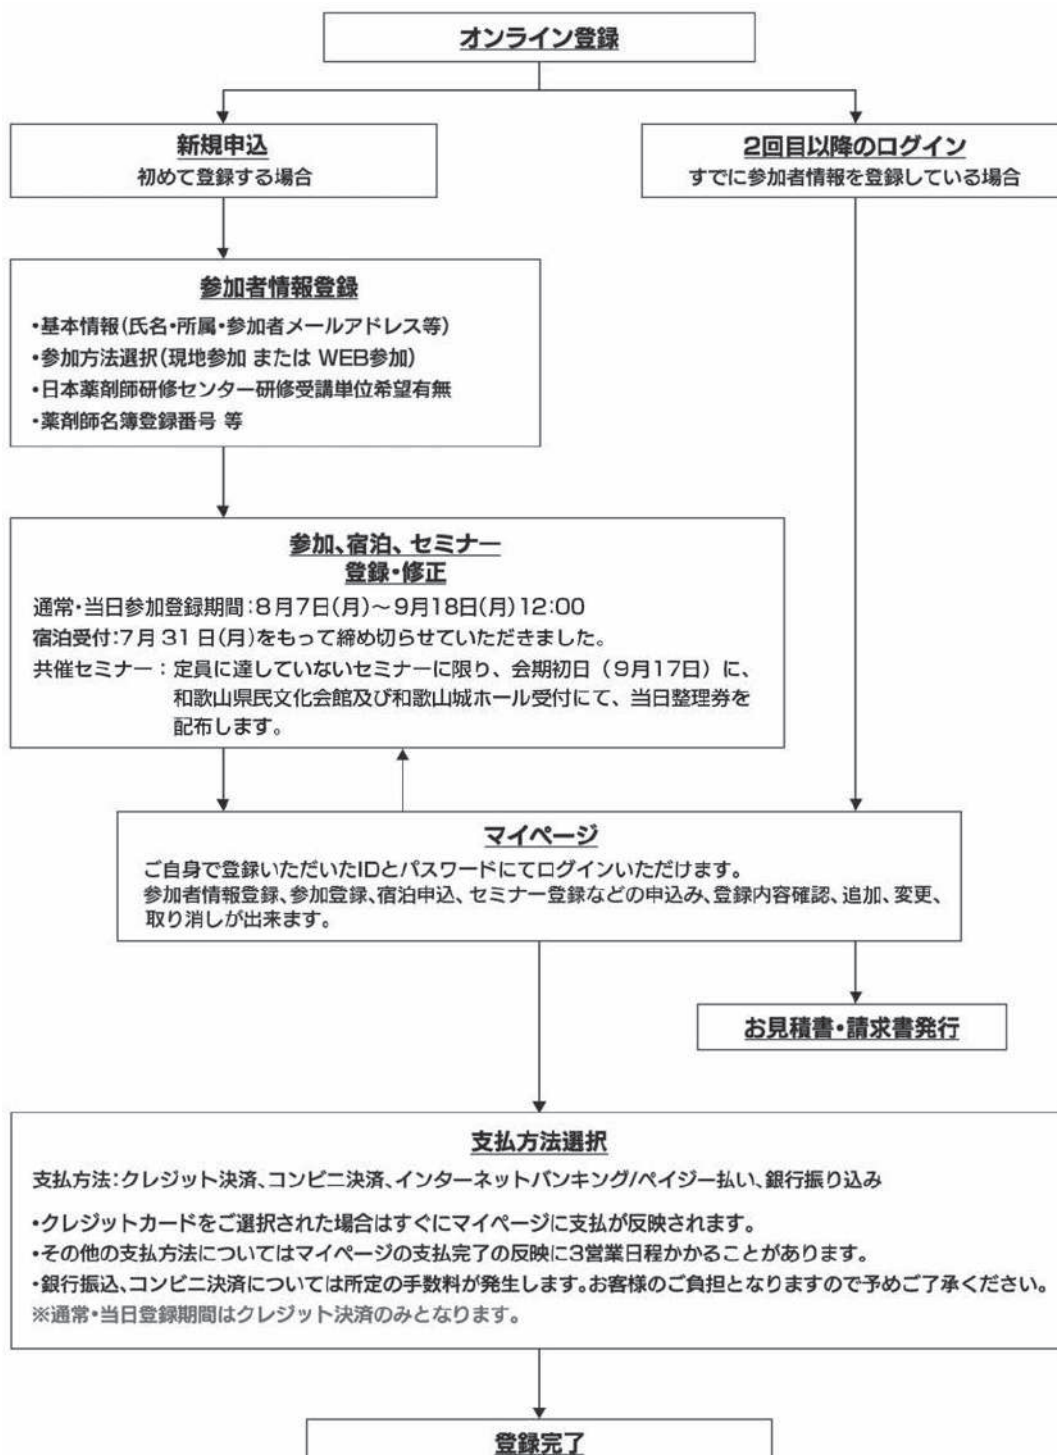 オンライン登録
新規申込
初めて登録する場合
2回目以降のログイン
すでに参加者情報を登録している場合
参加者情報登録
・基本情報(氏名・所属・参加者メールアドレス等)
・参加方法選択(現地参加 または WEB参加)
・日本薬剤師研修センター研修受講単位希望有無
・薬剤師名簿登録番号 等
参加、宿泊、セミナー
登録・修正
通常・当日参加登録期間:8月7日(月)～9月18日(月)12:00
宿泊受付:7月 31 日(月)をもって締め切らせていただきました。
共催セミナー：定員に達していないセミナーに限り、会期初日（9月17日）に、
和歌山県民文化会館及び和歌山城ホール受付にて、当日整理券を
配布します。
マイページ
ご自身で登録いただいたIDとパスワードにてログインいただけます。
参加者情報登録、参加登録、宿泊申込、セミナー登録などの申込み、登録内容確認、追加、変更、
取り消しが出来ます。
お見積書・請求書発行
支払方法選択
支払方法:クレジット決済、コンビニ決済、インターネットバンキング/ペイジー払い、銀行振り込み
・クレジットカードをご選択された場合はすぐにマイページに支払が反映されます。
・その他の支払方法についてはマイページの支払完了の反映に3営業日程かかることがあります。
・銀行振込、コンビニ決済については所定の手数料が発生します。お客様のご負担となりますので予めご了承ください。
※通常・当日登録期間はクレジット決済のみとなります。
登録完了